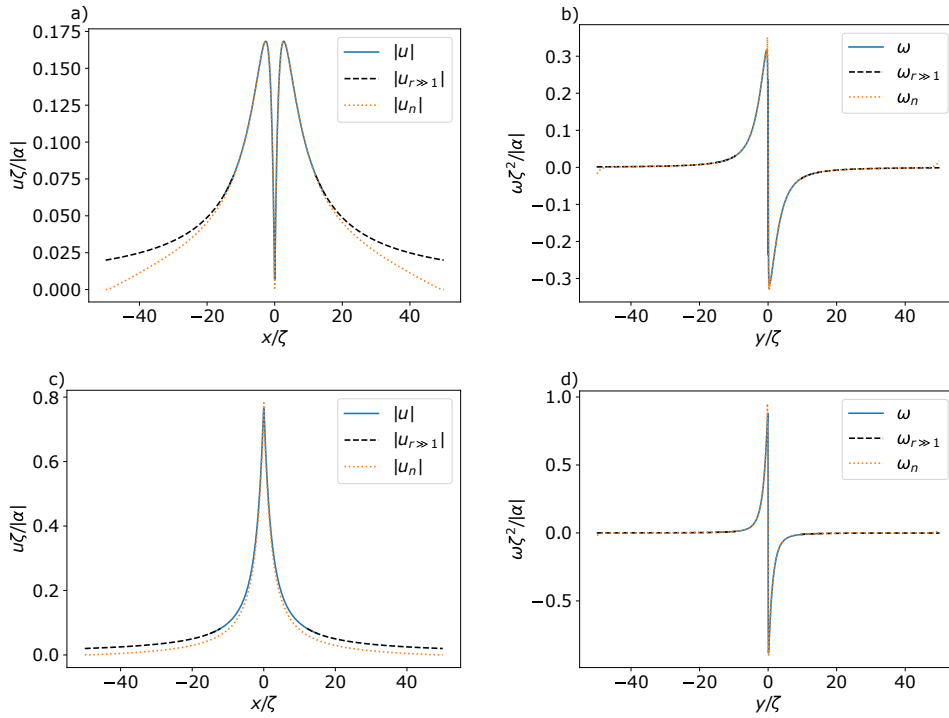 a)
0.175
0.150
0.125
0.100
0.075
0.050
0.025
0.000
uζ/|α|
−40
−20
0
20
40
x/ζ
|u|
|u_{r≫1}|
|u_n|
b)
0.3
0.2
0.1
0.0
−0.1
−0.2
−0.3
ωζ²/|α|
−40
−20
0
20
40
y/ζ
ω
ω_{r≫1}
ω_n
c)
0.8
0.6
0.4
0.2
0.0
uζ/|α|
−40
−20
0
20
40
x/ζ
|u|
|u_{r≫1}|
|u_n|
d)
1.0
0.5
0.0
−0.5
ωζ²/|α|
−40
−20
0
20
40
y/ζ
ω
ω_{r≫1}
ω_n